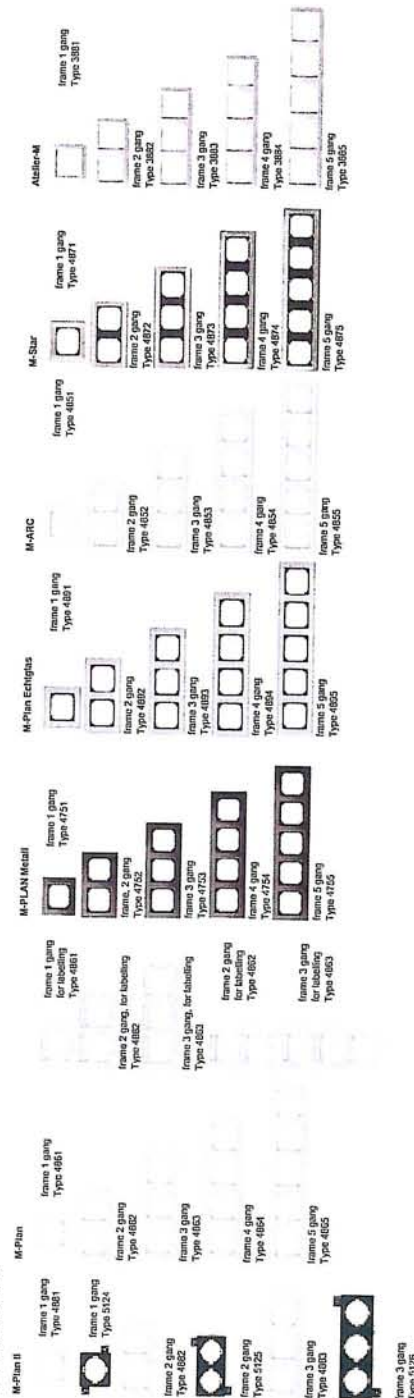 M-Plan II
frame 1 gang
Type 4881
frame 1 gang
Type 5124
frame 2 gang
Type 4882
frame 2 gang
Type 5125
frame 3 gang
Type 4883
frame 3 gang
Type 5126
M-Plan
frame 1 gang
Type 4861
frame 2 gang
Type 4862
frame 3 gang
Type 4863
frame 4 gang
Type 4864
frame 5 gang
Type 4865
frame 1 gang
for labelling
Type 4861
frame 2 gang, for labelling
Type 4862
frame 3 gang, for labelling
Type 4863
frame 2 gang
for labelling
Type 4862
frame 3 gang
for labelling
Type 4863
M-PLAN Metall
frame 1 gang
Type 4751
frame, 2 gang
Type 4752
frame 3 gang
Type 4753
frame 4 gang
Type 4754
frame 5 gang
Type 4755
M-Plan Echtglas
frame 1 gang
Type 4891
frame 2 gang
Type 4892
frame 3 gang
Type 4893
frame 4 gang
Type 4894
frame 5 gang
Type 4895
M-ARC
frame 1 gang
Type 4851
frame 2 gang
Type 4852
frame 3 gang
Type 4853
frame 4 gang
Type 4854
frame 5 gang
Type 4855
M-Star
frame 1 gang
Type 4871
frame 2 gang
Type 4872
frame 3 gang
Type 4873
frame 4 gang
Type 4874
frame 5 gang
Type 4875
Atelier-M
frame 1 gang
Type 3881
frame 2 gang
Type 3882
frame 3 gang
Type 3883
frame 4 gang
Type 3884
frame 5 gang
Type 3885